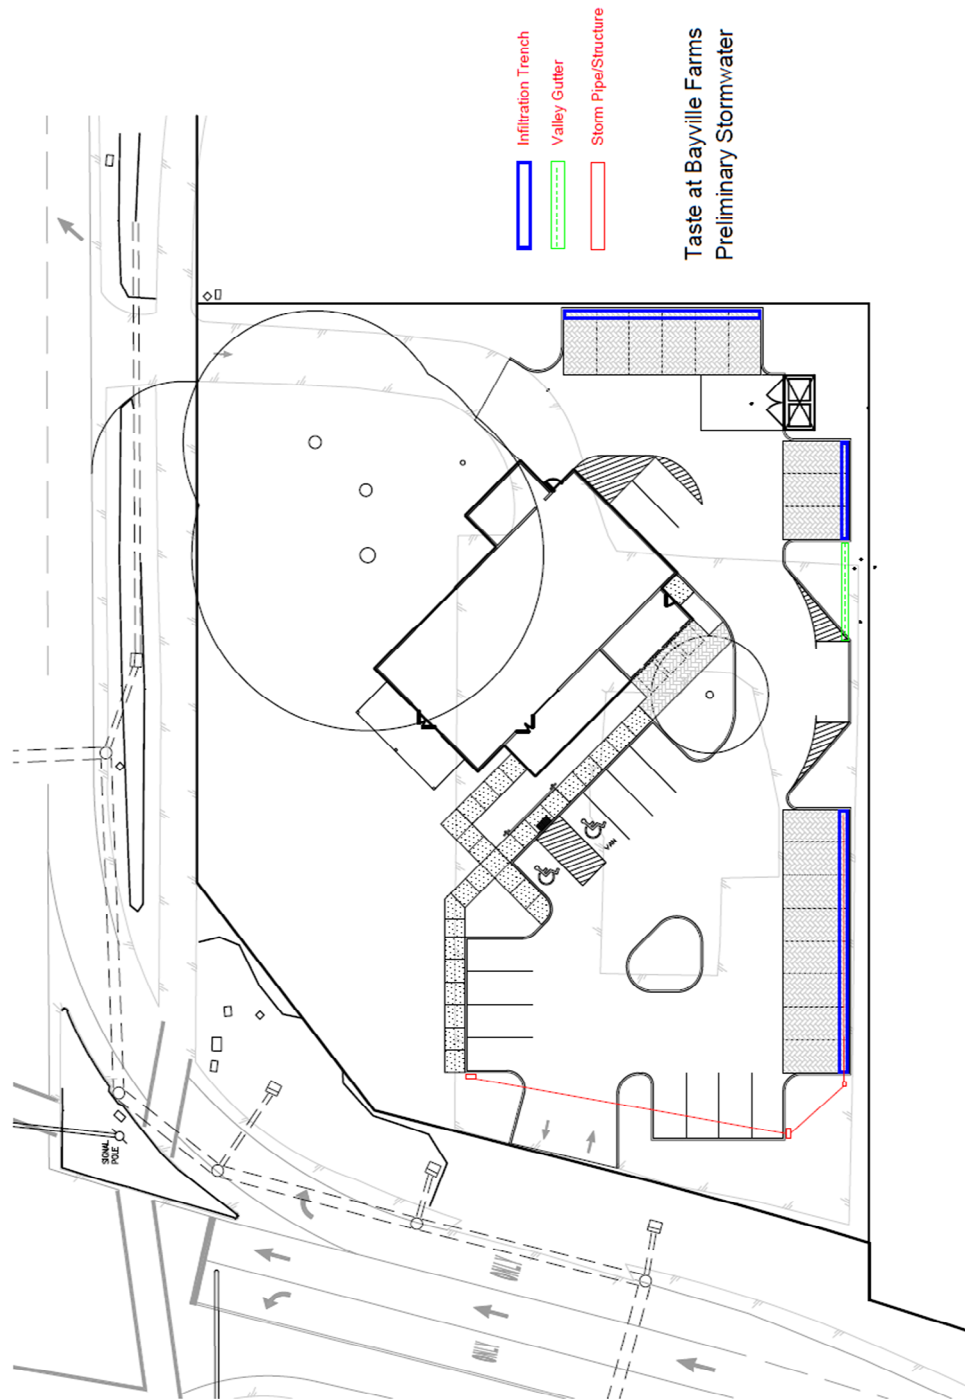 Infiltration Trench
Valley Gutter
Storm Pipe/Structure
Taste at Bayville Farms
Preliminary Stormwater
VAN
SIGNAL
POLE
ONLY
ONLY